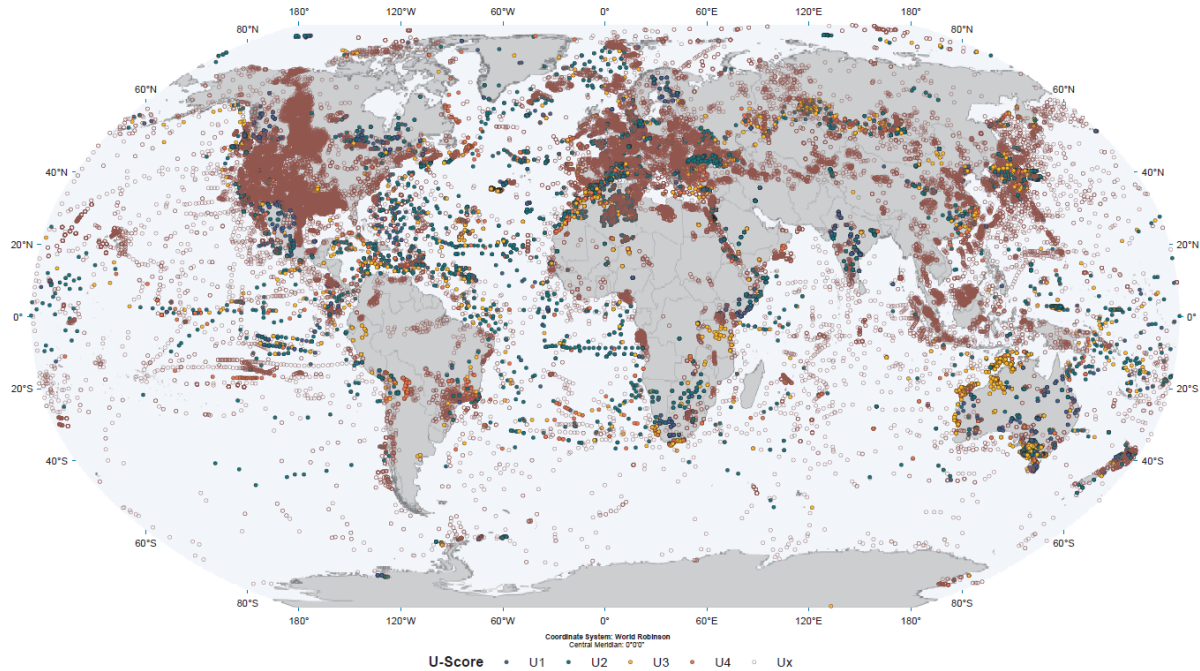 180° 120°W 60°W 0° 60°E 120°E 180°
80°N 80°N
60°N 60°N
40°N 40°N
20°N 20°N
0° 0°
20°S 20°S
40°S 40°S
60°S 60°S
80°S 80°S
180° 120°W 60°W 0° 60°E 120°E 180°
Coordinate System: World Robinson
Central Meridian: 0°0'0"
U-Score U1 U2 U3 U4 Ux